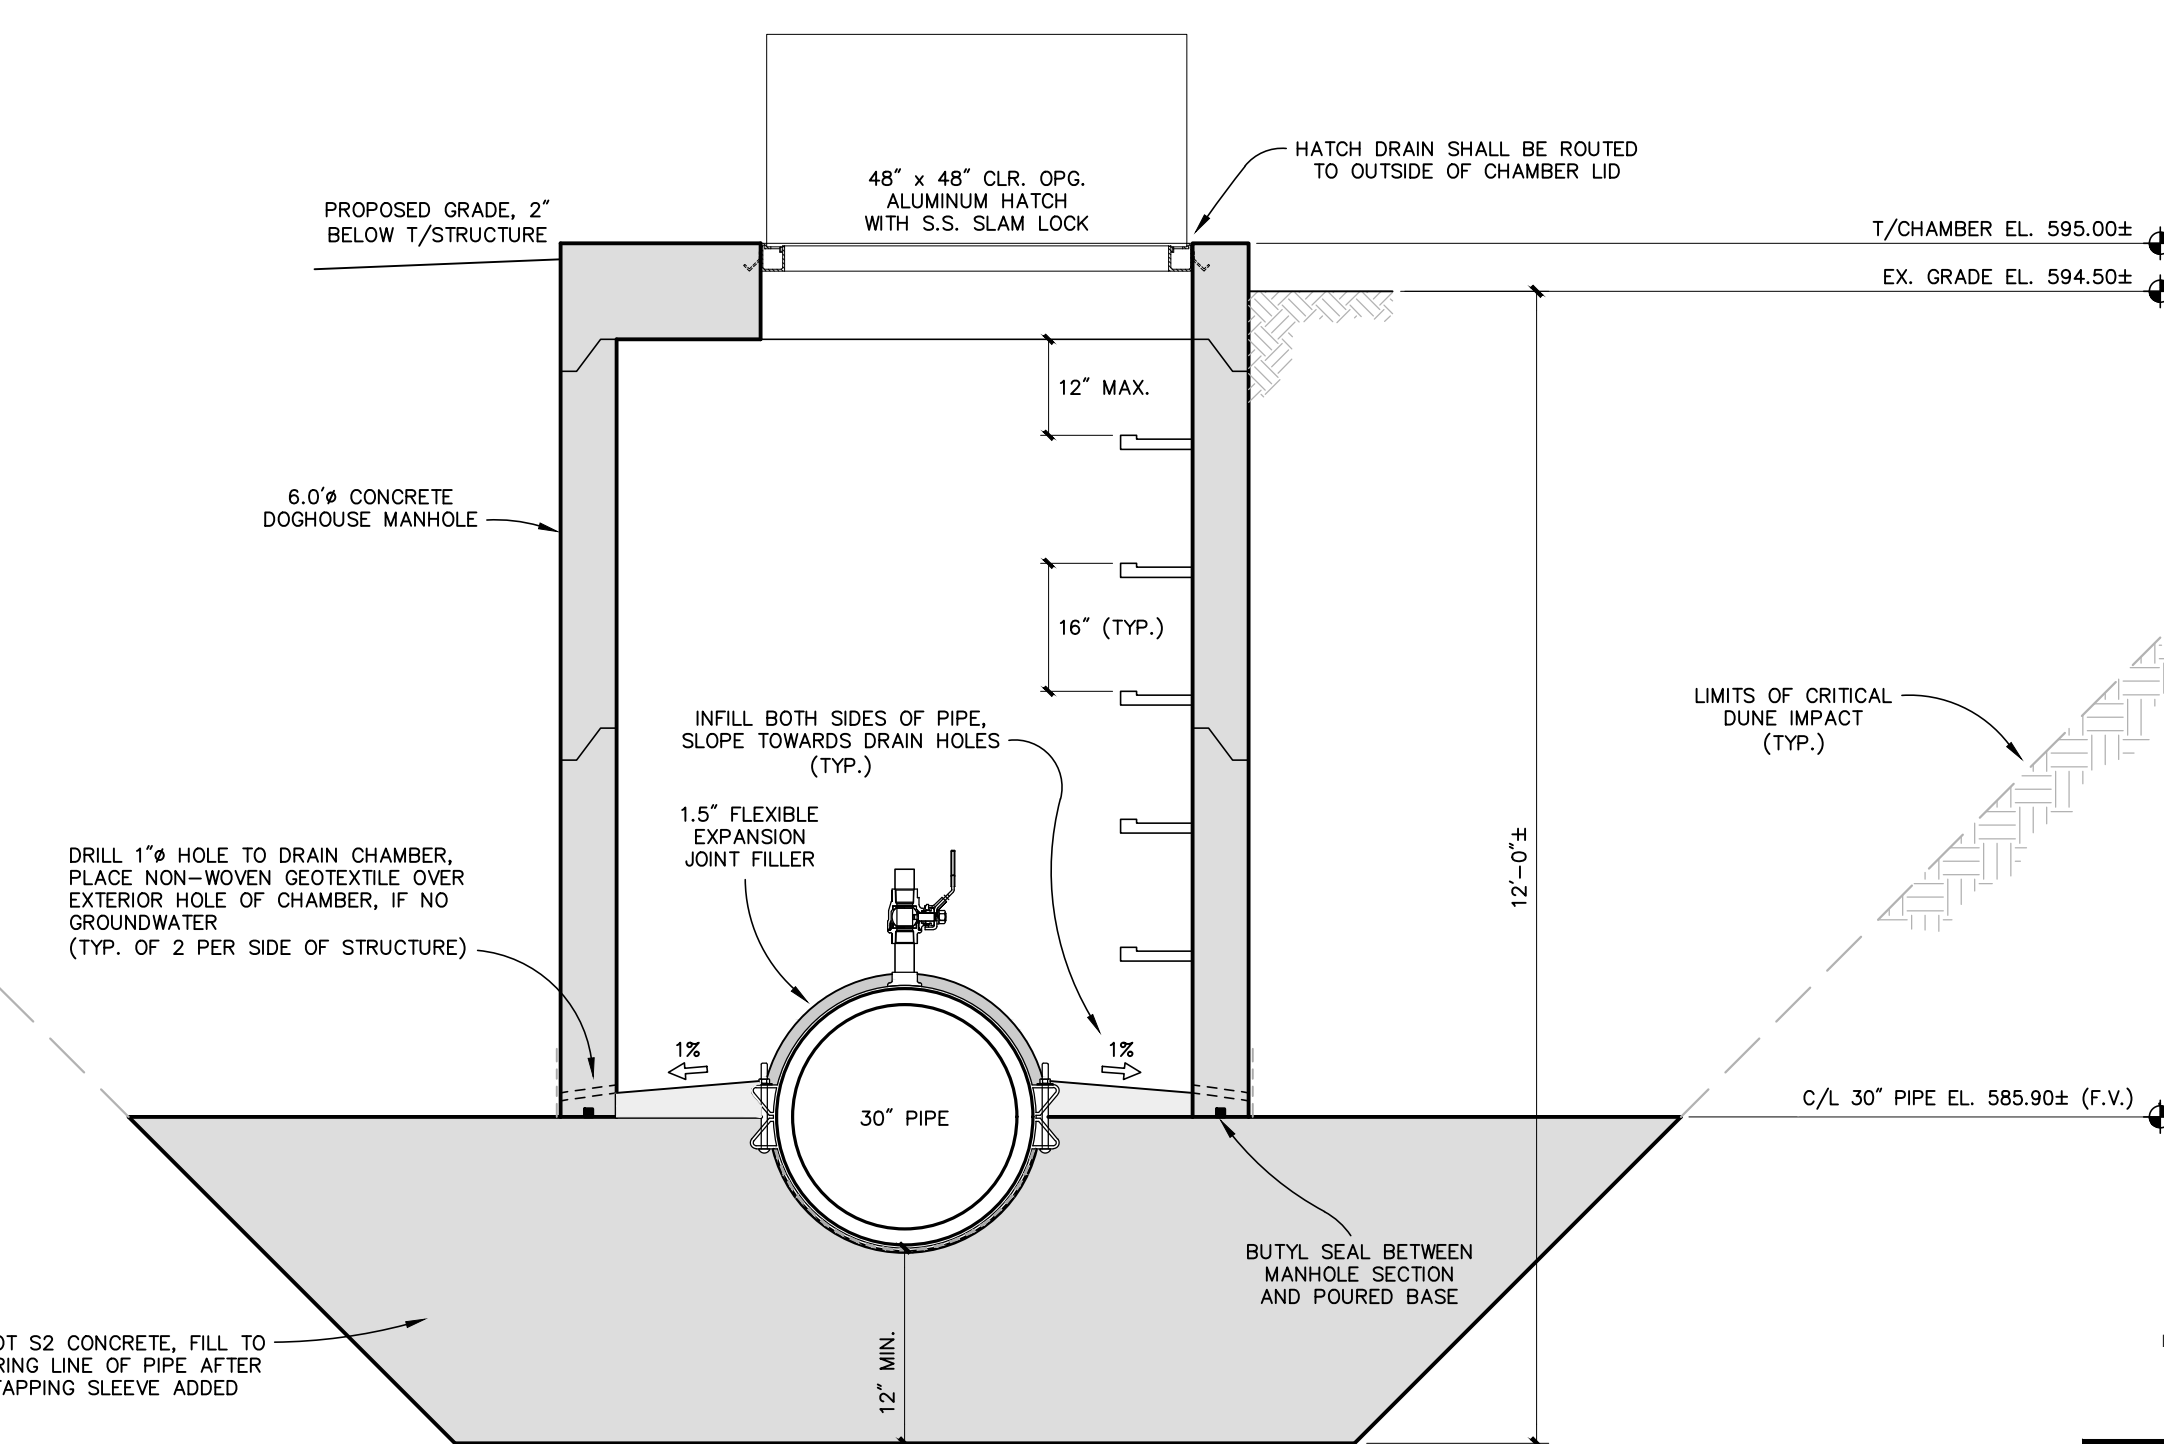 48" x 48" CLR. OPG.
ALUMINUM HATCH
WITH S.S. SLAM LOCK
HATCH DRAIN SHALL BE ROUTED
TO OUTSIDE OF CHAMBER LID
PROPOSED GRADE, 2"
BELOW T/STRUCTURE
T/CHAMBER EL. 595.00±
EX. GRADE EL. 594.50±
12" MAX.
6.0'ø CONCRETE
DOGHOUSE MANHOLE
16" (TYP.)
INFILL BOTH SIDES OF PIPE,
SLOPE TOWARDS DRAIN HOLES
(TYP.)
LIMITS OF CRITICAL
DUNE IMPACT
(TYP.)
1.5" FLEXIBLE
EXPANSION
JOINT FILLER
12'-0"±
DRILL 1"ø HOLE TO DRAIN CHAMBER,
PLACE NON-WOVEN GEOTEXTILE OVER
EXTERIOR HOLE OF CHAMBER, IF NO
GROUNDWATER
(TYP. OF 2 PER SIDE OF STRUCTURE)
1%
1%
C/L 30" PIPE EL. 585.90± (F.V.)
30" PIPE
BUTYL SEAL BETWEEN
MANHOLE SECTION
AND POURED BASE
12" MIN.
S2 CONCRETE, FILL TO
LINE OF PIPE AFTER
TAPPING SLEEVE ADDED